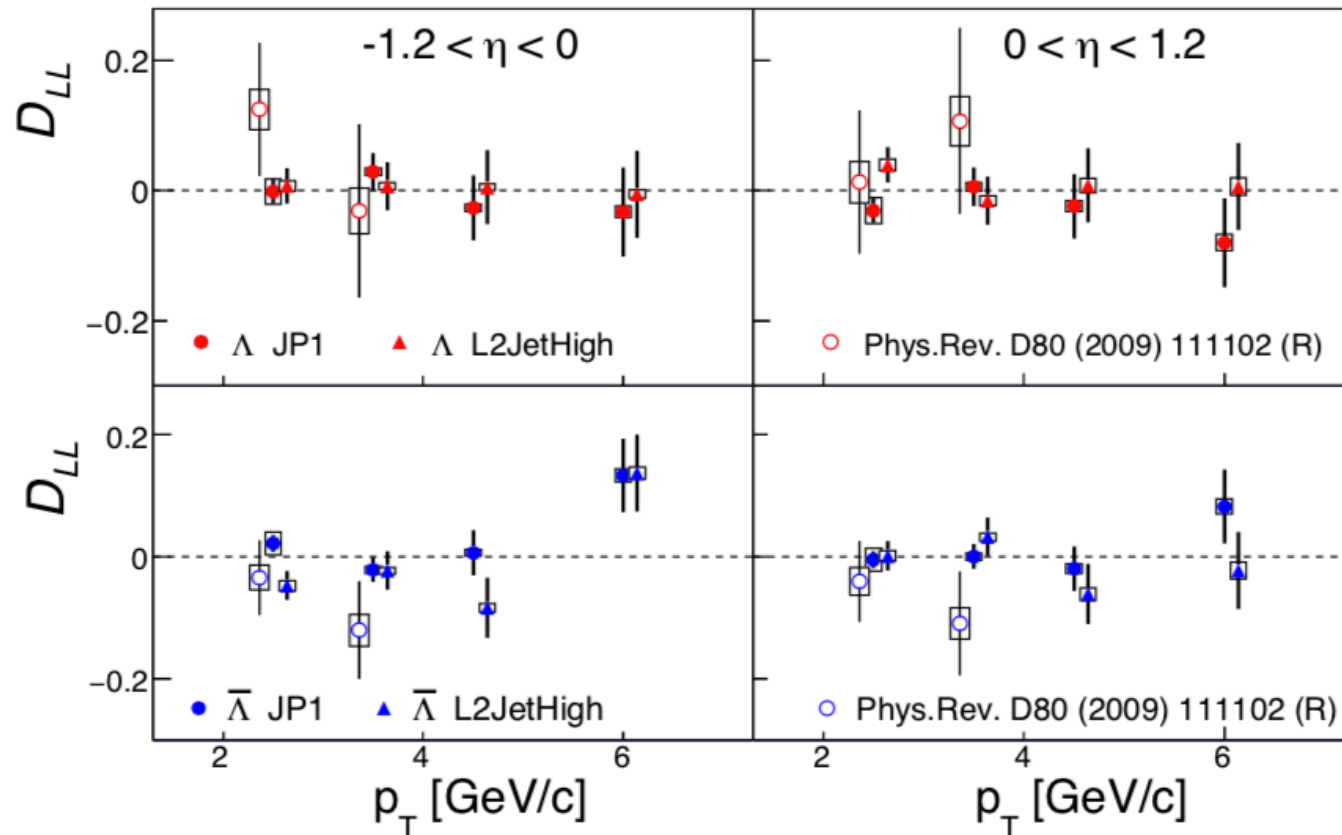 -1.2 < η < 0
0 < η < 1.2
D_LL
0.2
0
−0.2
Λ JP1
Λ L2JetHigh
Phys.Rev. D80 (2009) 111102 (R)
D_LL
0.2
0
−0.2
Λ̅ JP1
Λ̅ L2JetHigh
Phys.Rev. D80 (2009) 111102 (R)
2 4 6
2 4 6
p_T [GeV/c]
p_T [GeV/c]